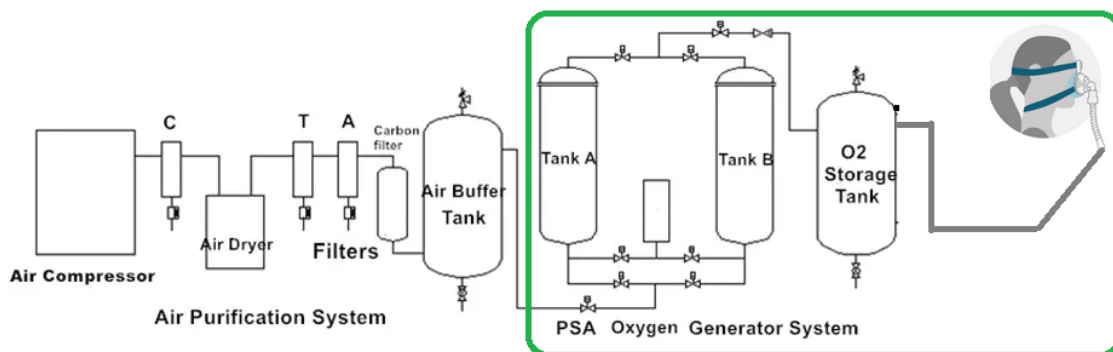 C
T
A
Carbon
filter
Air Buffer
Tank
Air Dryer
Filters
Air Compressor
Air Purification System
Tank A
Tank B
O2
Storage
Tank
PSA Oxygen Generator System